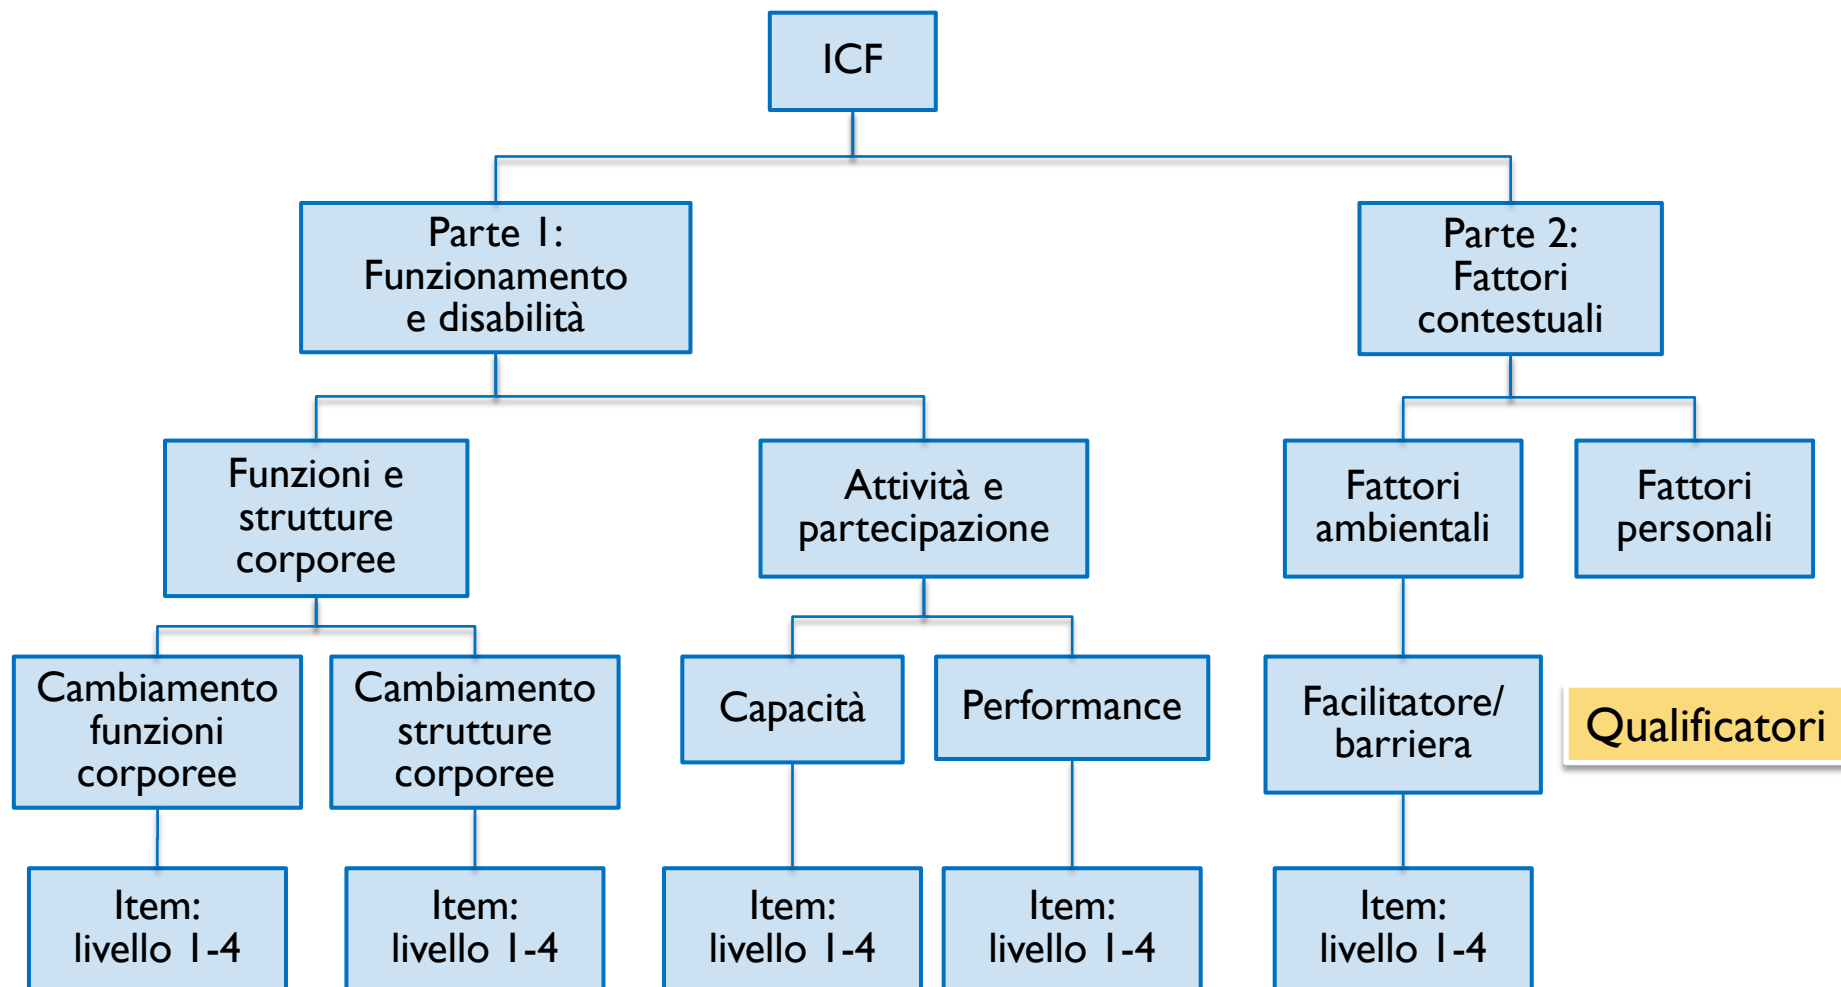 ICF
Parte 1:
Funzionamento
e disabilità
Parte 2:
Fattori
contestuali
Funzioni e
strutture
corporee
Attività e
partecipazione
Fattori
ambientali
Fattori
personali
Cambiamento
funzioni
corporee
Cambiamento
strutture
corporee
Capacità
Performance
Facilitatore/
barriera
Qualificatori
Item:
livello 1-4
Item:
livello 1-4
Item:
livello 1-4
Item:
livello 1-4
Item:
livello 1-4